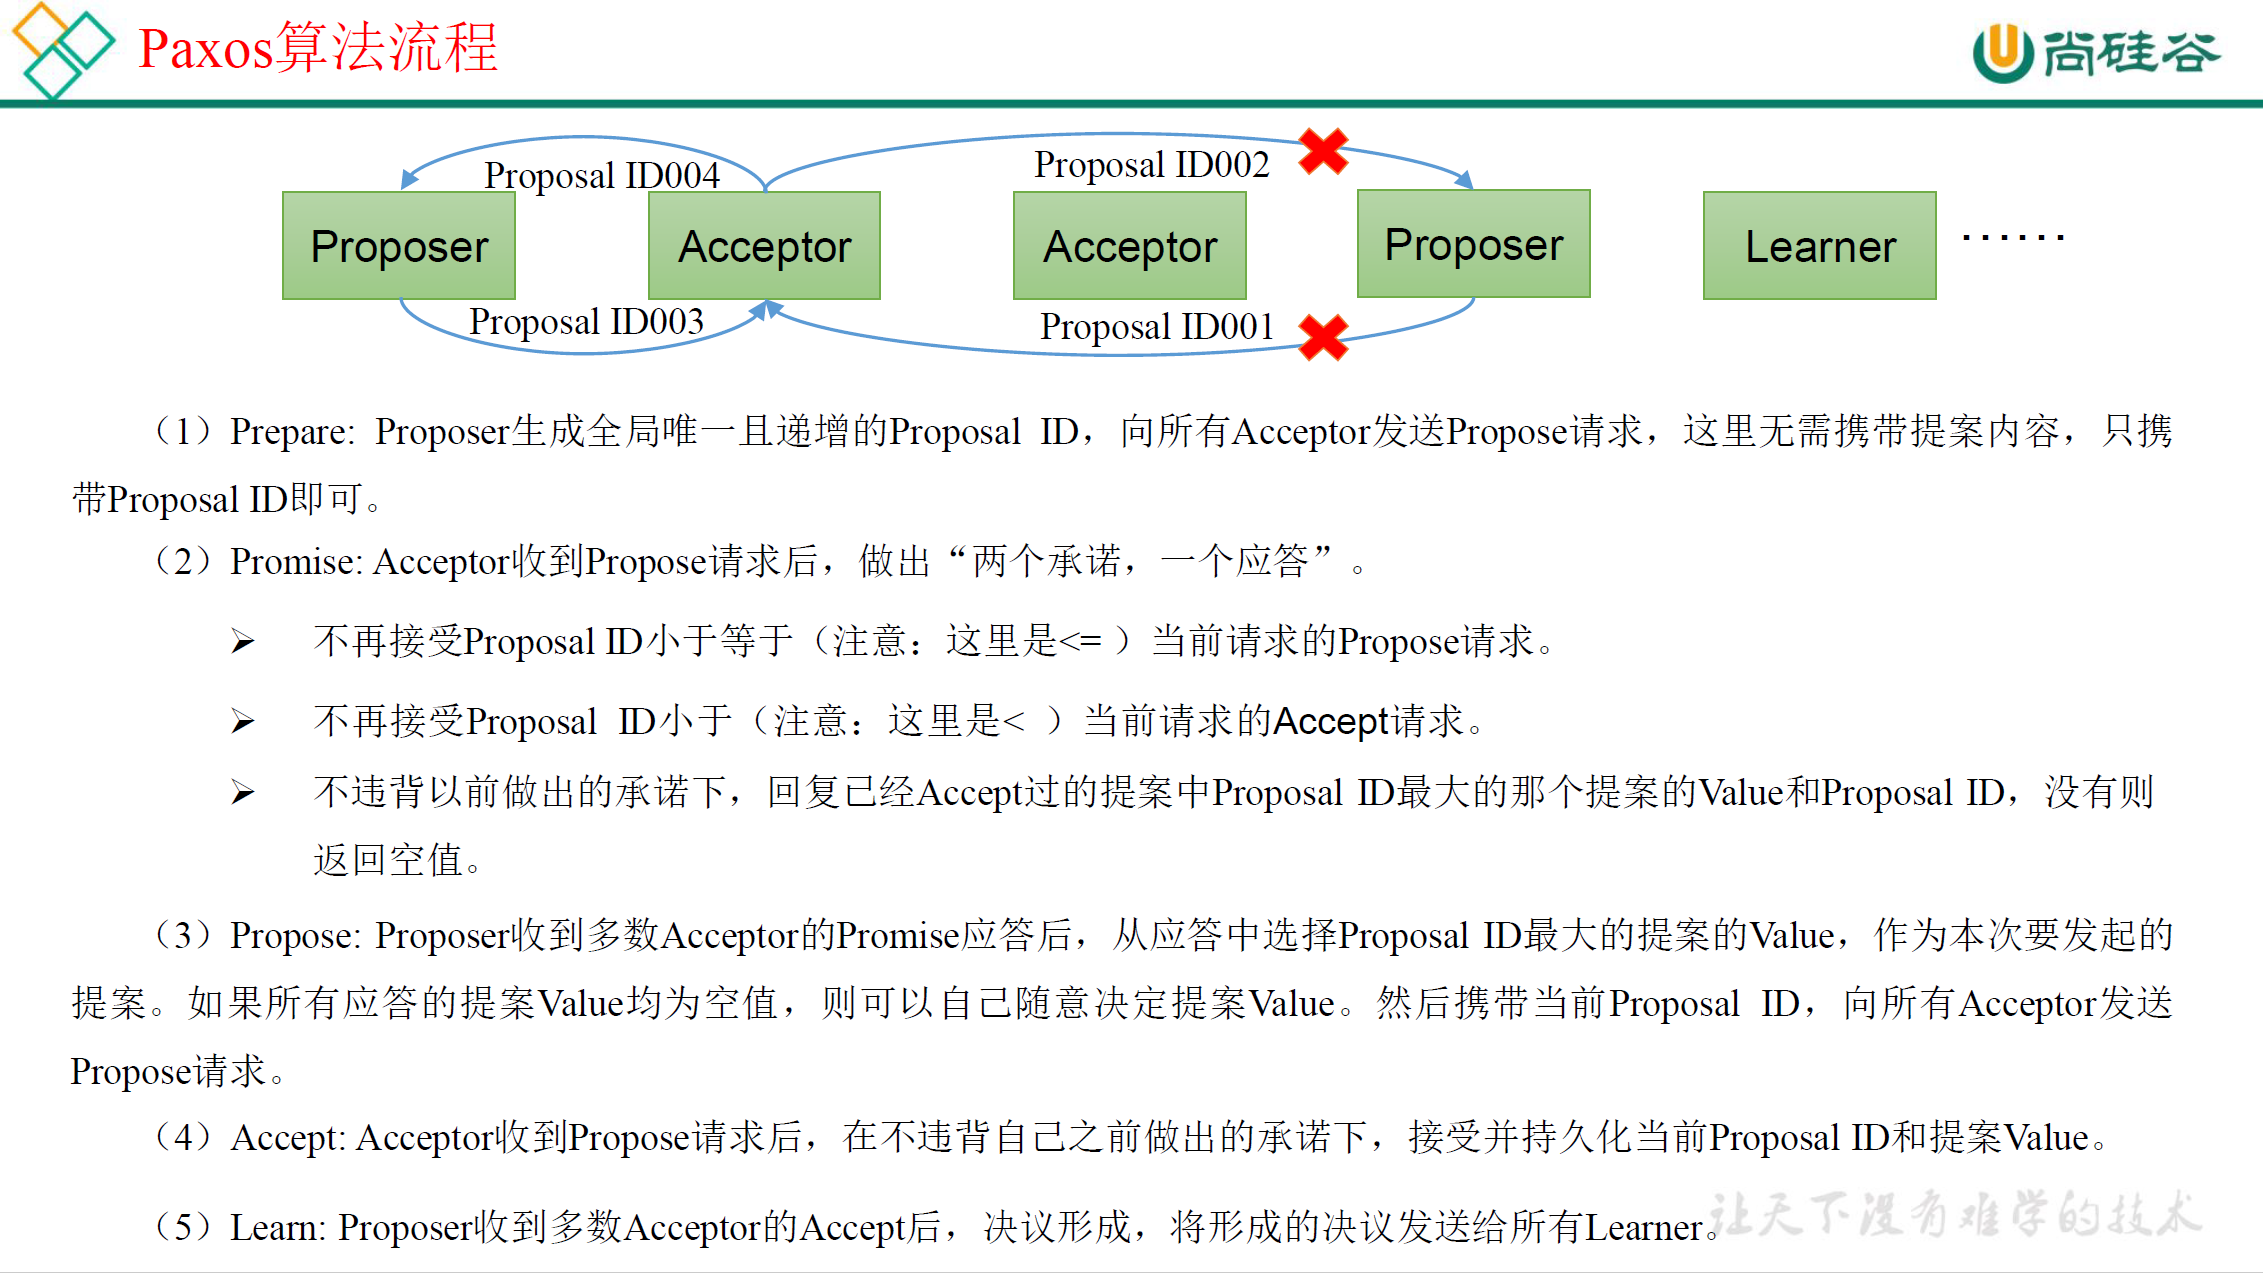 Paxos算法流程
尚硅谷
Proposal ID004
Proposal ID002
Proposer
Acceptor
Acceptor
Proposer
Learner
······
Proposal ID003
Proposal ID001
（1）Prepare: Proposer生成全局唯一且递增的Proposal ID，向所有Acceptor发送Propose请求，这里无需携带提案内容，只携
带Proposal ID即可。
（2）Promise: Acceptor收到Propose请求后，做出“两个承诺，一个应答”。
➢ 不再接受Proposal ID小于等于（注意：这里是<= ）当前请求的Propose请求。
➢ 不再接受Proposal ID小于（注意：这里是< ）当前请求的Accept请求。
➢ 不违背以前做出的承诺下，回复已经Accept过的提案中Proposal ID最大的那个提案的Value和Proposal ID，没有则
返回空值。
（3）Propose: Proposer收到多数Acceptor的Promise应答后，从应答中选择Proposal ID最大的提案的Value，作为本次要发起的
提案。如果所有应答的提案Value均为空值，则可以自己随意决定提案Value。然后携带当前Proposal ID，向所有Acceptor发送
Propose请求。
（4）Accept: Acceptor收到Propose请求后，在不违背自己之前做出的承诺下，接受并持久化当前Proposal ID和提案Value。
（5）Learn: Proposer收到多数Acceptor的Accept后，决议形成，将形成的决议发送给所有Learner。
让天下没有难学的技术